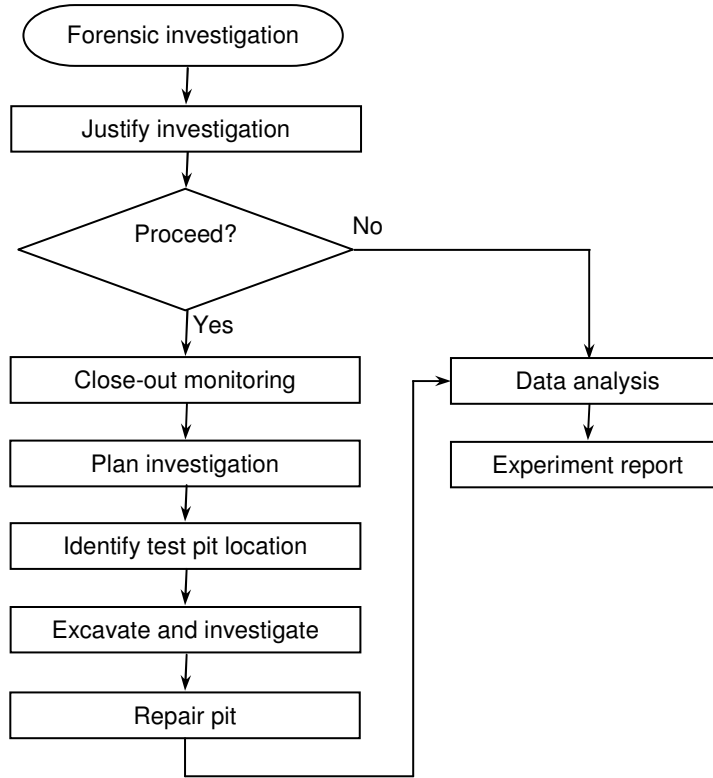 Forensic investigation
Justify investigation
Proceed?
No
Yes
Close-out monitoring
Data analysis
Plan investigation
Experiment report
Identify test pit location
Excavate and investigate
Repair pit